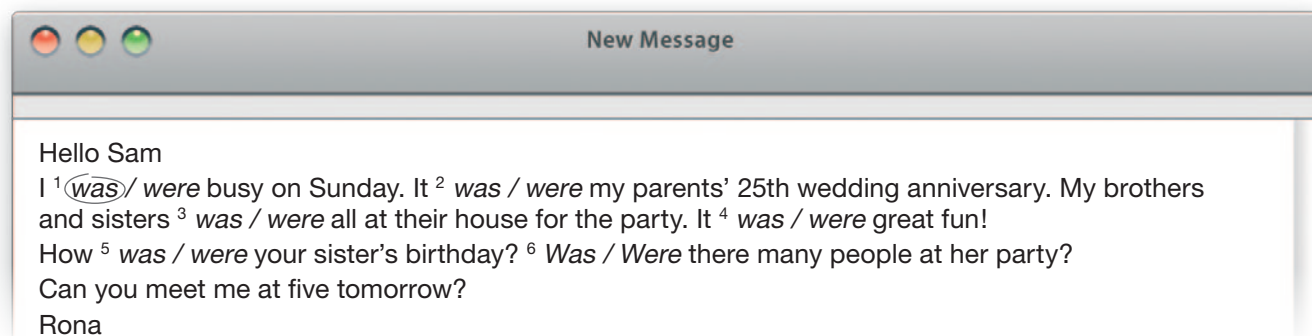 New Message
Hello Sam
I 1 was / were busy on Sunday. It 2 was / were my parents’ 25th wedding anniversary. My brothers
and sisters 3 was / were all at their house for the party. It 4 was / were great fun!
How 5 was / were your sister’s birthday? 6 Was / Were there many people at her party?
Can you meet me at five tomorrow?
Rona